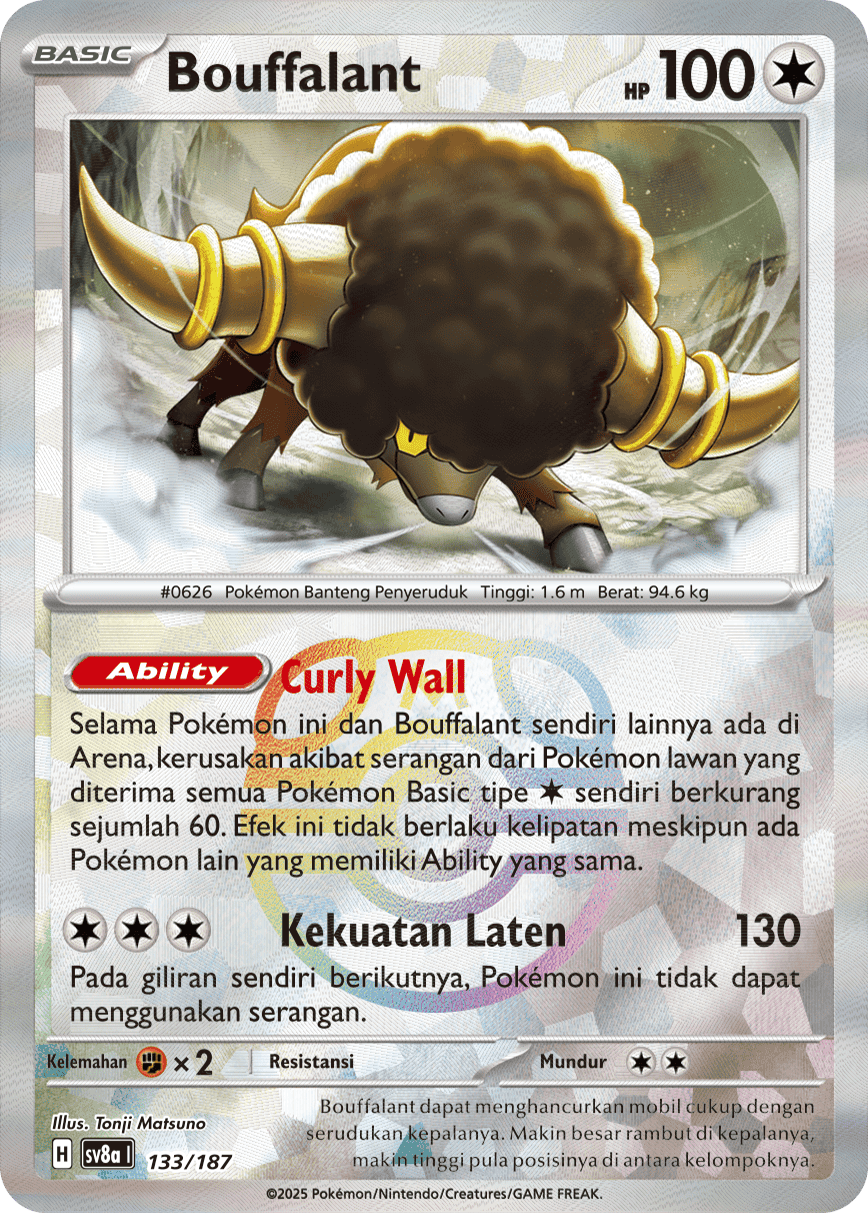 BASIC
Bouffalant
HP 100
#0626 Pokémon Banteng Penyeruduk Tinggi: 1.6 m Berat: 94.6 kg
Ability Curly Wall
Selama Pokémon ini dan Bouffalant sendiri lainnya ada di
Arena, kerusakan akibat serangan dari Pokémon lawan yang
diterima semua Pokémon Basic tipe sendiri berkurang
sejumlah 60. Efek ini tidak berlaku kelipatan meskipun ada
Pokémon lain yang memiliki Ability yang sama.
Kekuatan Laten 130
Pada giliran sendiri berikutnya, Pokémon ini tidak dapat
menggunakan serangan.
Kelemahan ×2 Resistansi Mundur
Illus. Tonji Matsuno
H sv8a I 133/187
Bouffalant dapat menghancurkan mobil cukup dengan
serudukan kepalanya. Makin besar rambut di kepalanya,
makin tinggi pula posisinya di antara kelompoknya.
©2025 Pokémon/Nintendo/Creatures/GAME FREAK.